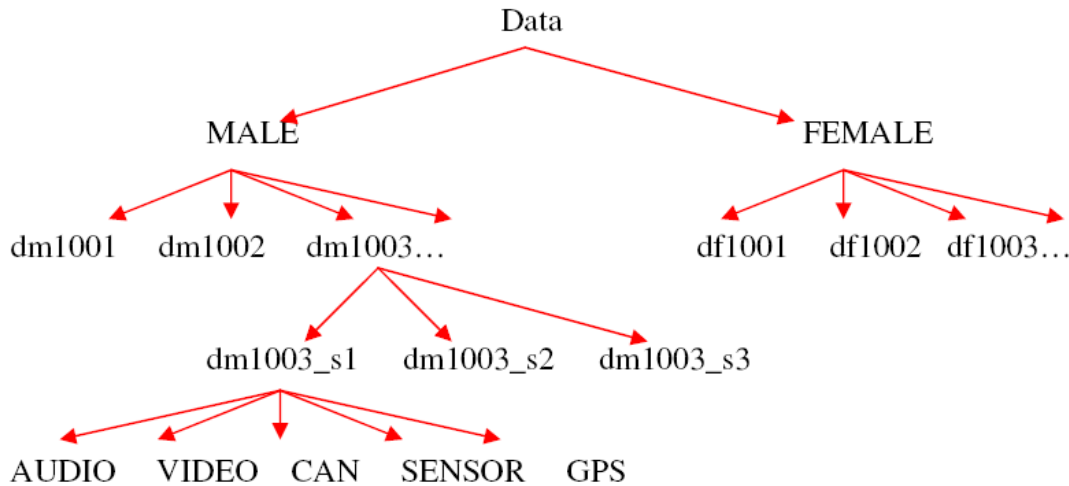 Data
MALE FEMALE
dm1001 dm1002 dm1003... df1001 df1002 df1003...
dm1003_s1 dm1003_s2 dm1003_s3
AUDIO VIDEO CAN SENSOR GPS